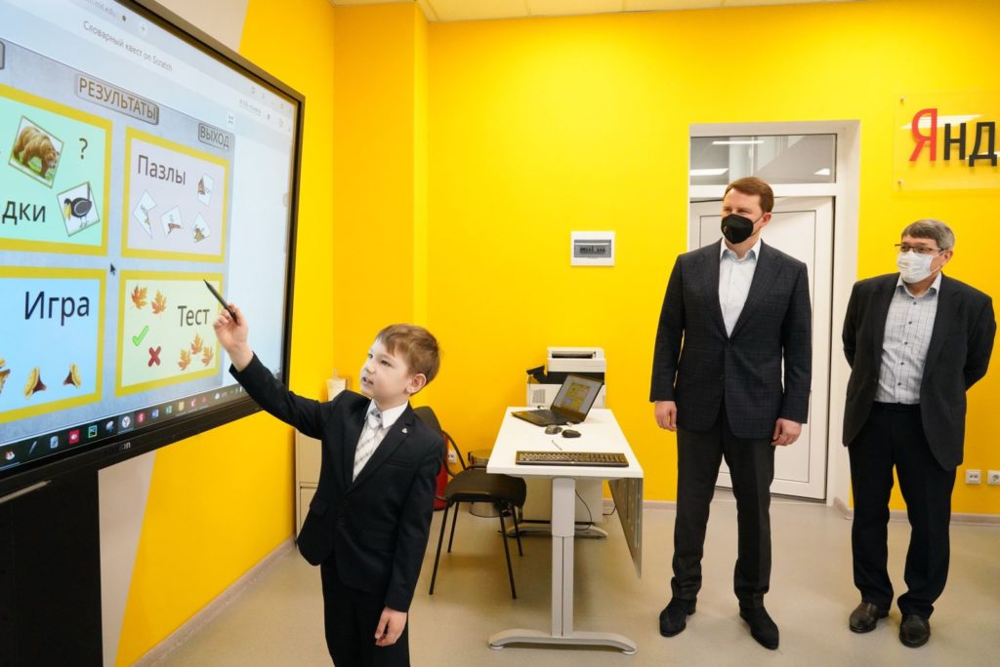 Словарный квест on Scratch
РЕЗУЛЬТАТЫ
ВЫХОД
?
дки
Пазлы
Игра
Тест
Янд